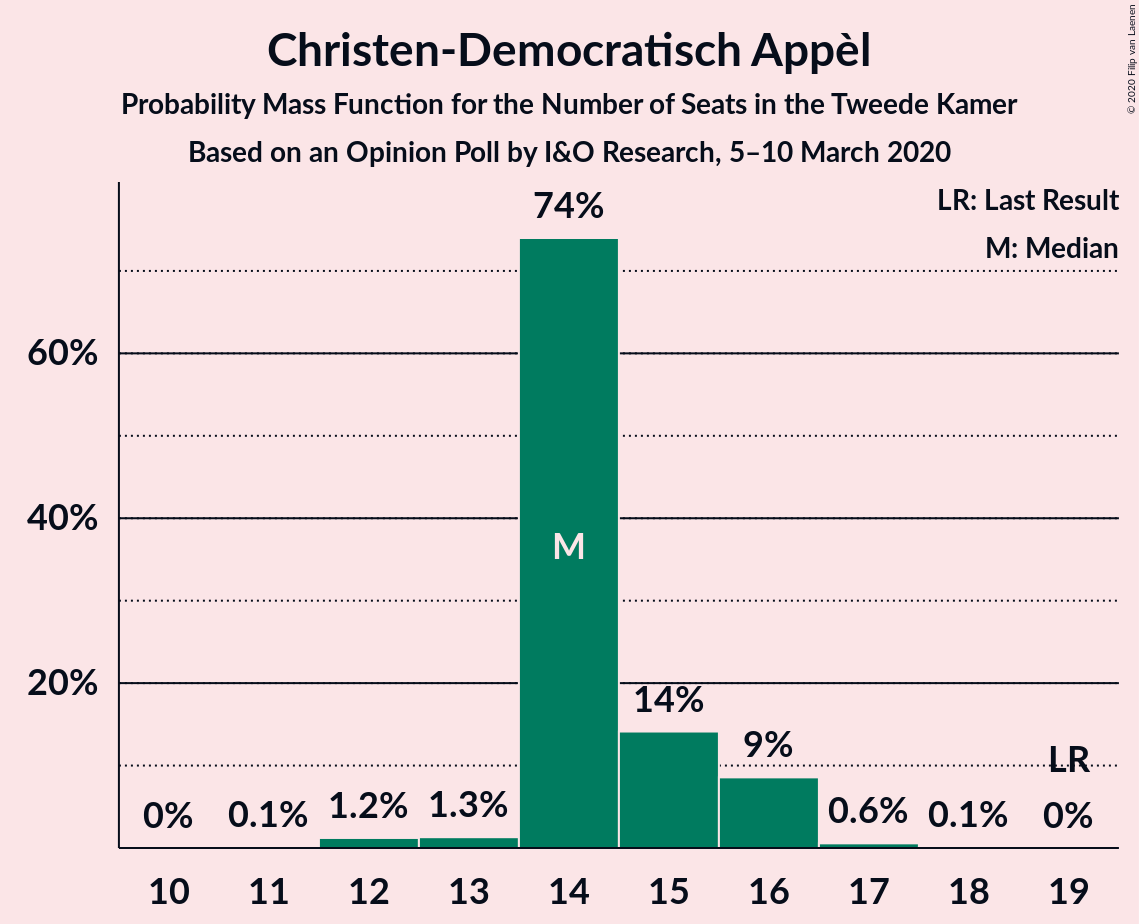 Christen-Democratisch Appèl
Probability Mass Function for the Number of Seats in the Tweede Kamer
Based on an Opinion Poll by I&O Research, 5–10 March 2020
© 2020 Filip van Laenen
LR: Last Result
M: Median
74%
60%
40%
M
20%
14%
9%
LR
0% 0.1% 1.2% 1.3% 0.6% 0.1% 0%
10 11 12 13 14 15 16 17 18 19